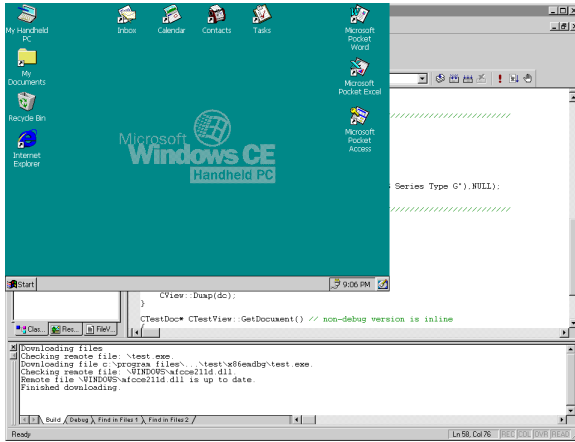 My Handheld
PC
Inbox
Calendar
Contacts
Tasks
Microsoft
Pocket
Word
My
Documents
Microsoft
Pocket Excel
Recycle Bin
Microsoft
Pocket
Access
Internet
Explorer
Microsoft
Windows CE
Handheld PC
////////////////////////
Series Type G").NULL);
////////////////////////
Start
9:06 PM
CView::Dump(dc);
}
CTestDoc* CTestView::GetDocument() // non-debug version is inline
{
Clas...
Res...
FileV...
Downloading files
Checking remote file: \test.exe.
Downloading file c:\program files\...\test\x86emdbg\test.exe.
Checking remote file: \WINDOWS\mfcce211d.dll.
Remote file \WINDOWS\mfcce211d.dll is up to date.
Finished downloading.
Build
Debug
Find in Files 1
Find in Files 2
Ready
Ln 58, Col 76
REC
COL
OVR
READ